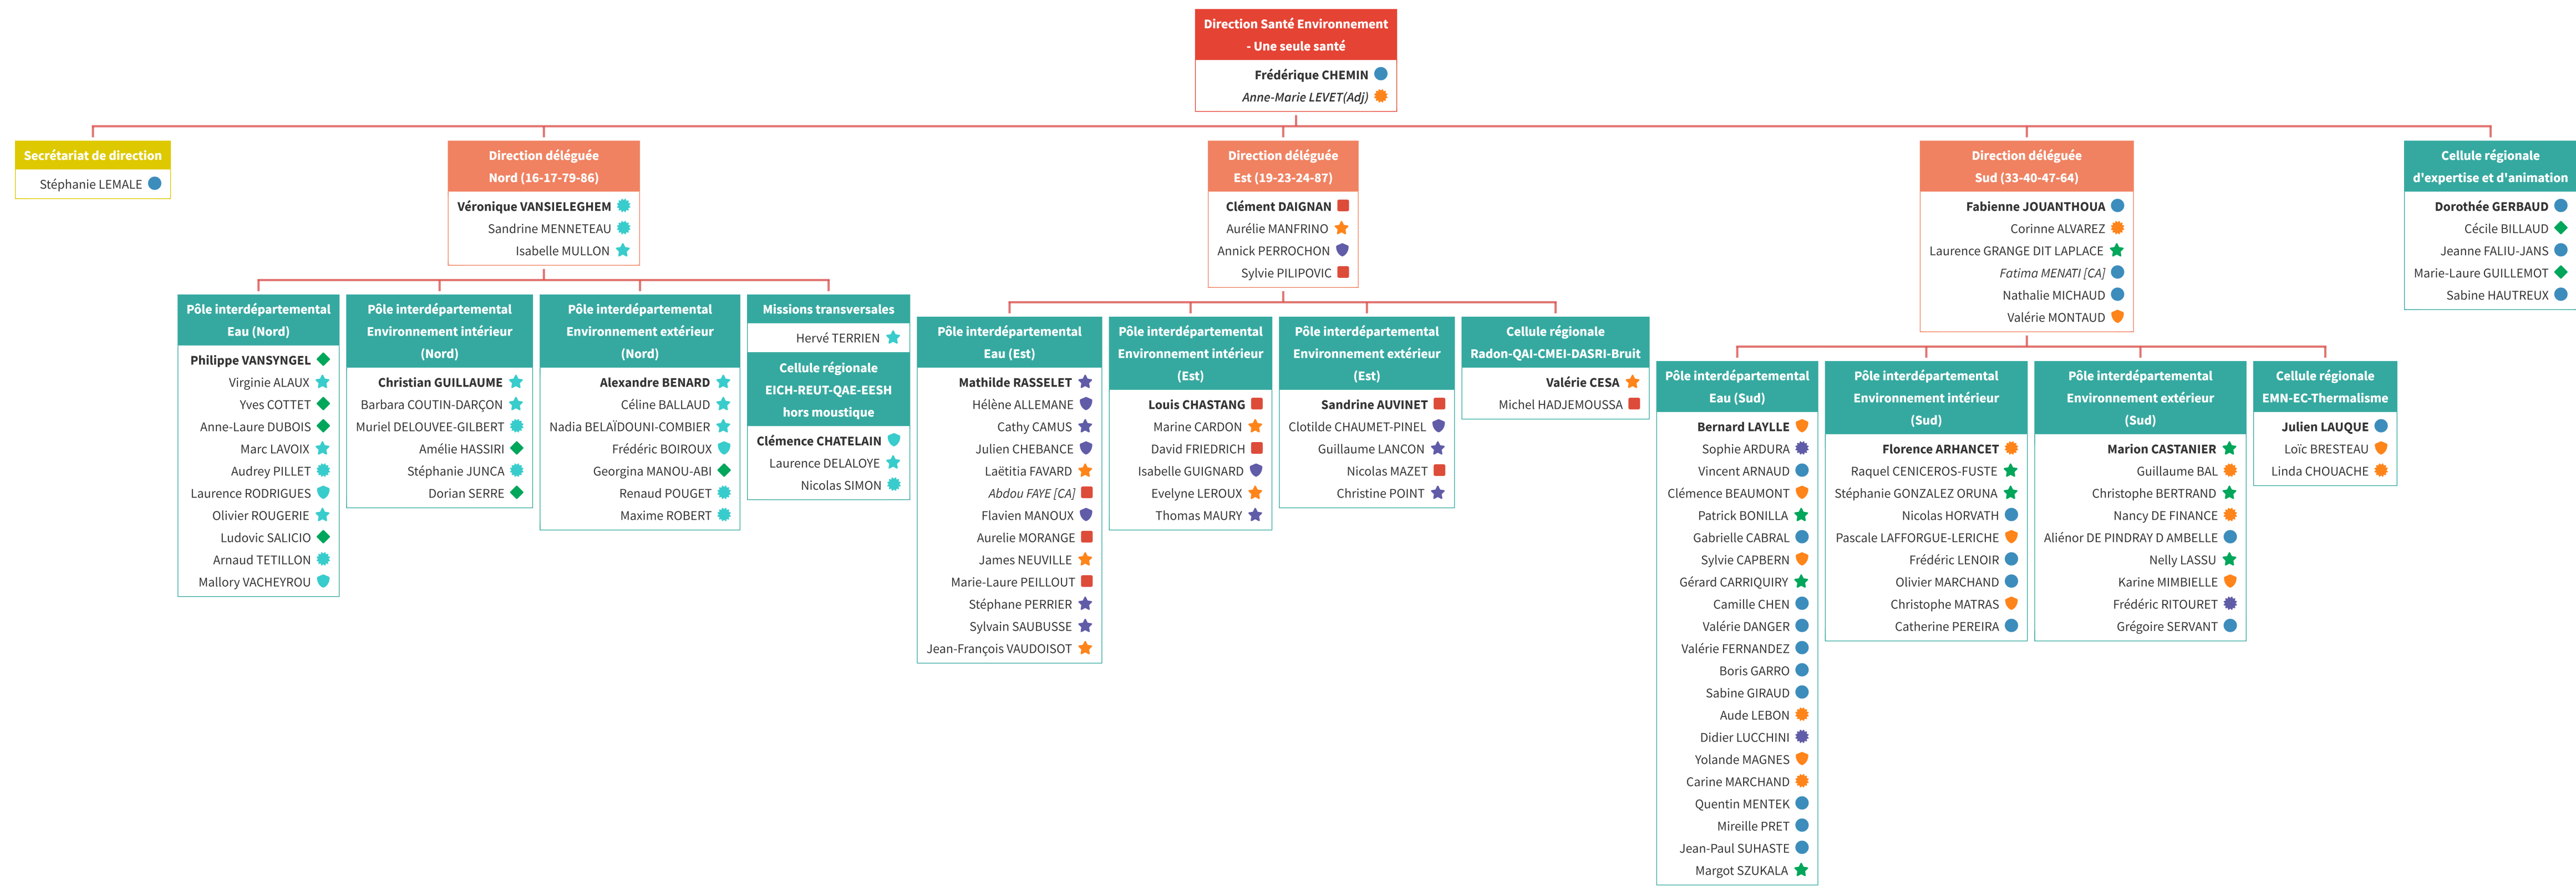 Direction Santé Environnement
- Une seule santé
Frédérique CHEMIN
Anne-Marie LEVET(Adj)
Secrétariat de direction
Stéphanie LEMALE
Direction déléguée
Nord (16-17-79-86)
Véronique VANSIELEGHEM
Sandrine MENNETEAU
Isabelle MULLON
Pôle interdépartemental
Eau (Nord)
Philippe VANSYNGEL
Virginie ALAUX
Yves COTTET
Anne-Laure DUBOIS
Marc LAVOIX
Audrey PILLET
Laurence RODRIGUES
Olivier ROUGERIE
Ludovic SALICIO
Arnaud TETILLON
Mallory VACHEYROU
Pôle interdépartemental
Environnement intérieur
(Nord)
Christian GUILLAUME
Barbara COUTIN-DARÇON
Muriel DELOUVEE-GILBERT
Amélie HASSIRI
Stéphanie JUNCA
Dorian SERRE
Pôle interdépartemental
Environnement extérieur
(Nord)
Alexandre BENARD
Céline BALLAUD
Nadia BELAÏDOUNI-COMBIER
Frédéric BOIROUX
Georgina MANOU-ABI
Renaud POUGET
Maxime ROBERT
Missions transversales
Hervé TERRIEN
Cellule régionale
EICH-REUT-QAE-EESH
hors moustique
Clémence CHATELAIN
Laurence DELALOYE
Nicolas SIMON
Direction déléguée
Est (19-23-24-87)
Clément DAIGNAN
Aurélie MANFRINO
Annick PERROCHON
Sylvie PILIPOVIC
Pôle interdépartemental
Eau (Est)
Mathilde RASSELET
Hélène ALLEMANE
Cathy CAMUS
Julien CHEBANCE
Laëtitia FAVARD
Abdou FAYE [CA]
Flavien MANOUX
Aurelie MORANGE
James NEUVILLE
Marie-Laure PEILLOUT
Stéphane PERRIER
Sylvain SAUBUSSE
Jean-François VAUDOISOT
Pôle interdépartemental
Environnement intérieur
(Est)
Louis CHASTANG
Marine CARDON
David FRIEDRICH
Isabelle GUIGNARD
Evelyne LEROUX
Thomas MAURY
Pôle interdépartemental
Environnement extérieur
(Est)
Sandrine AUVINET
Clotilde CHAUMET-PINEL
Guillaume LANCON
Nicolas MAZET
Christine POINT
Cellule régionale
Radon-QAI-CMEI-DASRI-Bruit
Valérie CESA
Michel HADJEMOUSSA
Direction déléguée
Sud (33-40-47-64)
Fabienne JOUANTHOUA
Corinne ALVAREZ
Laurence GRANGE DIT LAPLACE
Fatima MENATI [CA]
Nathalie MICHAUD
Valérie MONTAUD
Pôle interdépartemental
Eau (Sud)
Bernard LAYLLE
Sophie ARDURA
Vincent ARNAUD
Clémence BEAUMONT
Patrick BONILLA
Gabrielle CABRAL
Sylvie CAPBERN
Gérard CARRIQUIRY
Camille CHEN
Valérie DANGER
Valérie FERNANDEZ
Boris GARRO
Sabine GIRAUD
Aude LEBON
Didier LUCCHINI
Yolande MAGNES
Carine MARCHAND
Quentin MENTEK
Mireille PRET
Jean-Paul SUHASTE
Margot SZUKALA
Pôle interdépartemental
Environnement intérieur
(Sud)
Florence ARHANCET
Raquel CENICEROS-FUSTE
Stéphanie GONZALEZ ORUNA
Nicolas HORVATH
Pascale LAFFORGUE-LERICHE
Frédéric LENOIR
Olivier MARCHAND
Christophe MATRAS
Catherine PEREIRA
Pôle interdépartemental
Environnement extérieur
(Sud)
Marion CASTANIER
Guillaume BAL
Christophe BERTRAND
Nancy DE FINANCE
Aliénor DE PINDRAY D AMBELLE
Nelly LASSU
Karine MIMBIELLE
Frédéric RITOURET
Grégoire SERVANT
Cellule régionale
EMN-EC-Thermalisme
Julien LAUQUE
Loïc BRESTEAU
Linda CHOUACHE
Cellule régionale
d'expertise et d'animation
Dorothée GERBAUD
Cécile BILLAUD
Jeanne FALIU-JANS
Marie-Laure GUILLEMOT
Sabine HAUTREUX